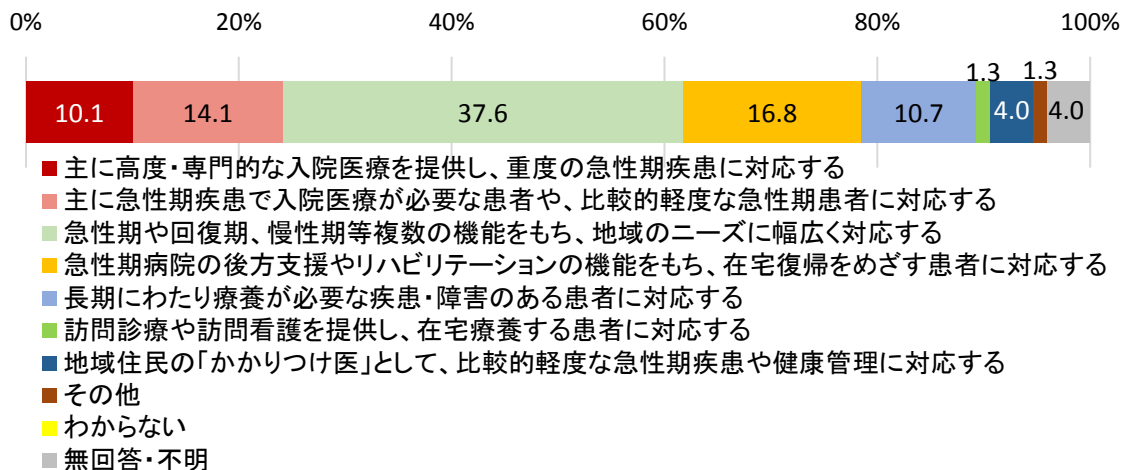 0% 20% 40% 60% 80% 100%
1.3 1.3
10.1 14.1 37.6 16.8 10.7 4.0 4.0
主に高度・専門的な入院医療を提供し、重度の急性期疾患に対応する
主に急性期疾患で入院医療が必要な患者や、比較的軽度な急性期患者に対応する
急性期や回復期、慢性期等複数の機能をもち、地域のニーズに幅広く対応する
急性期病院の後方支援やリハビリテーションの機能をもち、在宅復帰をめざす患者に対応する
長期にわたり療養が必要な疾患・障害のある患者に対応する
訪問診療や訪問看護を提供し、在宅療養する患者に対応する
地域住民の「かかりつけ医」として、比較的軽度な急性期疾患や健康管理に対応する
その他
わからない
無回答・不明